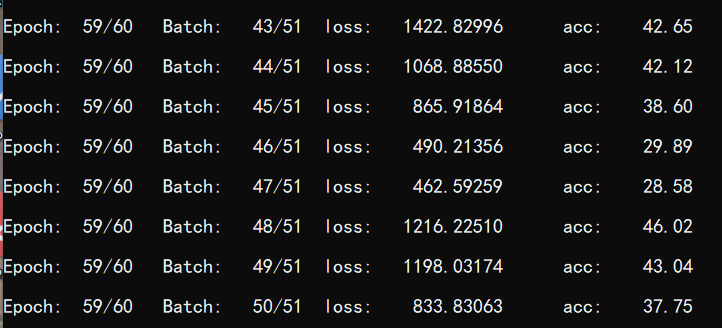 Epoch: 59/60 Batch: 43/51 loss: 1422.82996 acc: 42.65
Epoch: 59/60 Batch: 44/51 loss: 1068.88550 acc: 42.12
Epoch: 59/60 Batch: 45/51 loss: 865.91864 acc: 38.60
Epoch: 59/60 Batch: 46/51 loss: 490.21356 acc: 29.89
Epoch: 59/60 Batch: 47/51 loss: 462.59259 acc: 28.58
Epoch: 59/60 Batch: 48/51 loss: 1216.22510 acc: 46.02
Epoch: 59/60 Batch: 49/51 loss: 1198.03174 acc: 43.04
Epoch: 59/60 Batch: 50/51 loss: 833.83063 acc: 37.75